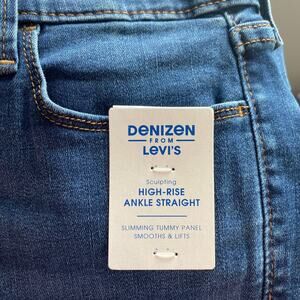 DENIZEN
FROM
LEVI'S
Sculpting
HIGH-RISE
ANKLE STRAIGHT
SLIMMING TUMMY PANEL
SMOOTHS & LIFTS